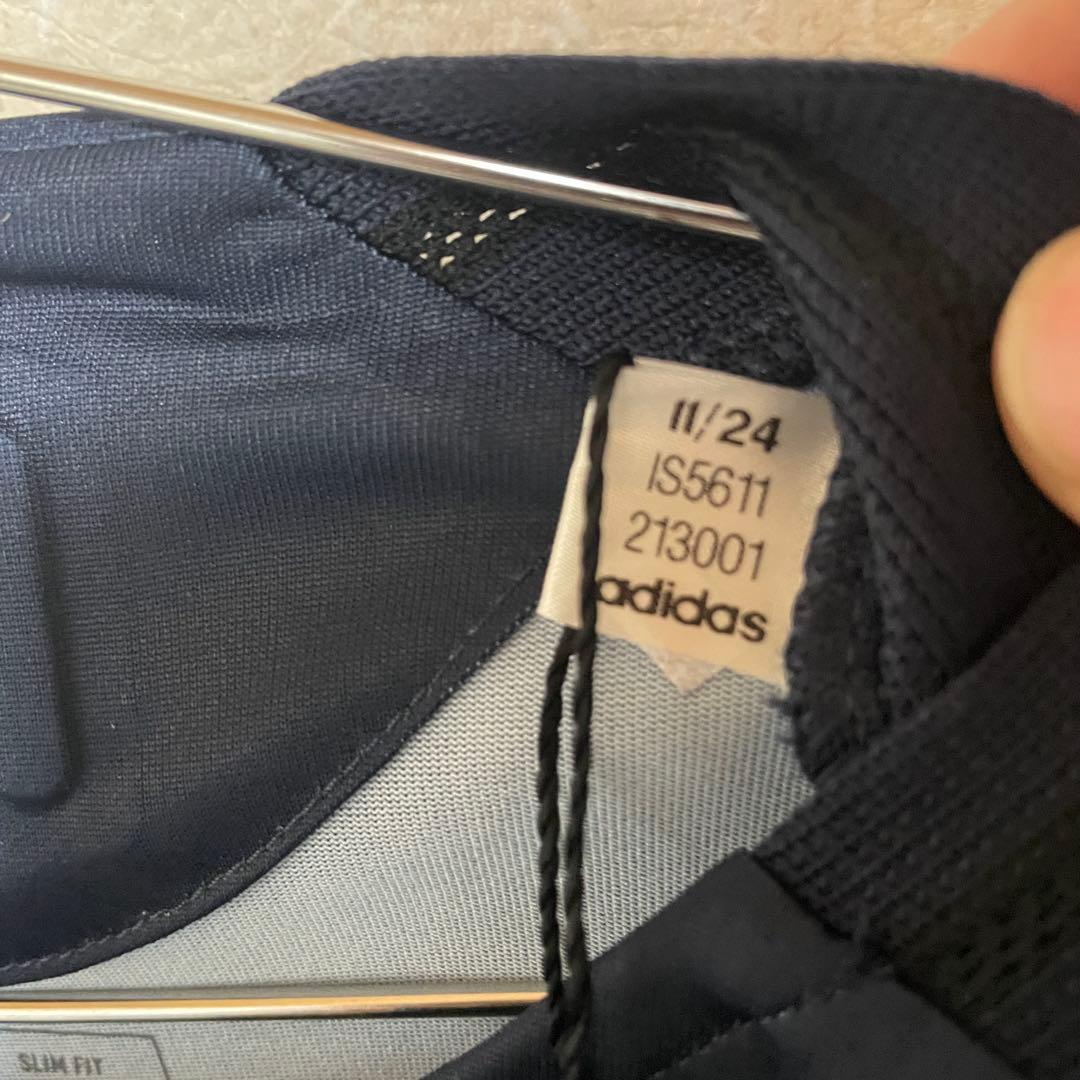 11/24
IS5611
213001
adidas
SLIM FIT